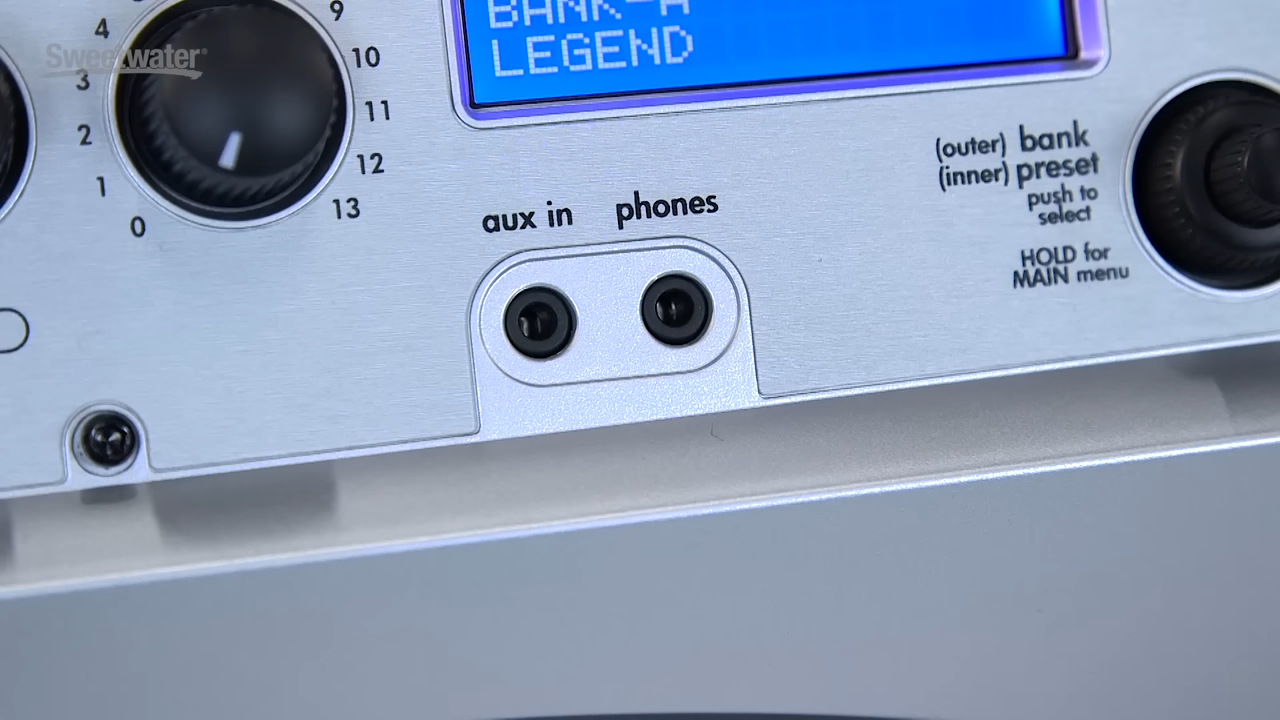 Sweetwater®
4
3
2
1
0
9
10
11
12
13
BANK-A
LEGEND
aux in
phones
(outer) bank
(inner) preset
push to
select
HOLD for
MAIN menu